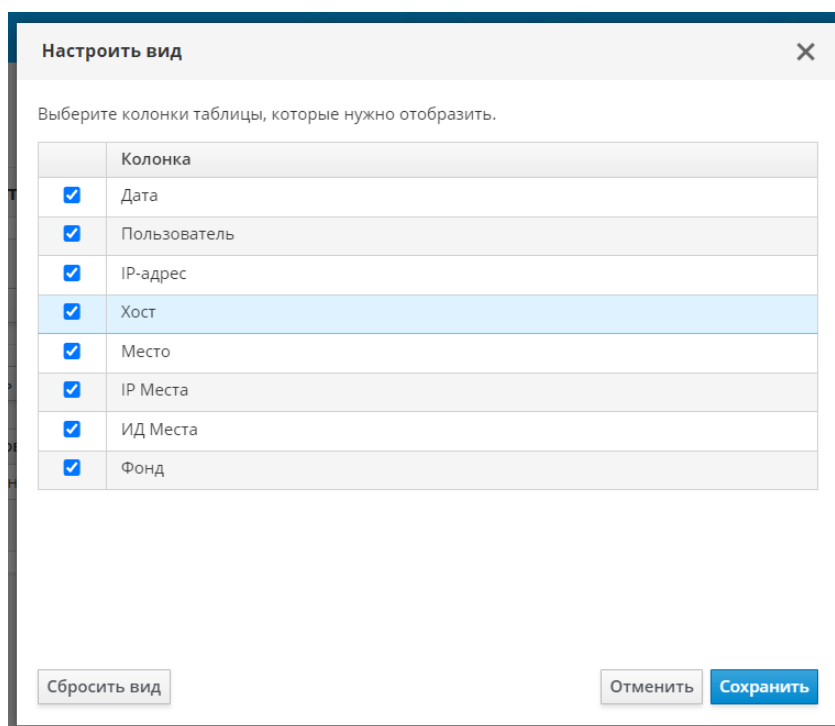 Настроить вид
Выберите колонки таблицы, которые нужно отобразить.
Колонка
Дата
Пользователь
IP-адрес
Хост
Место
IP Места
ИД Места
Фонд
Сбросить вид
Отменить
Сохранить